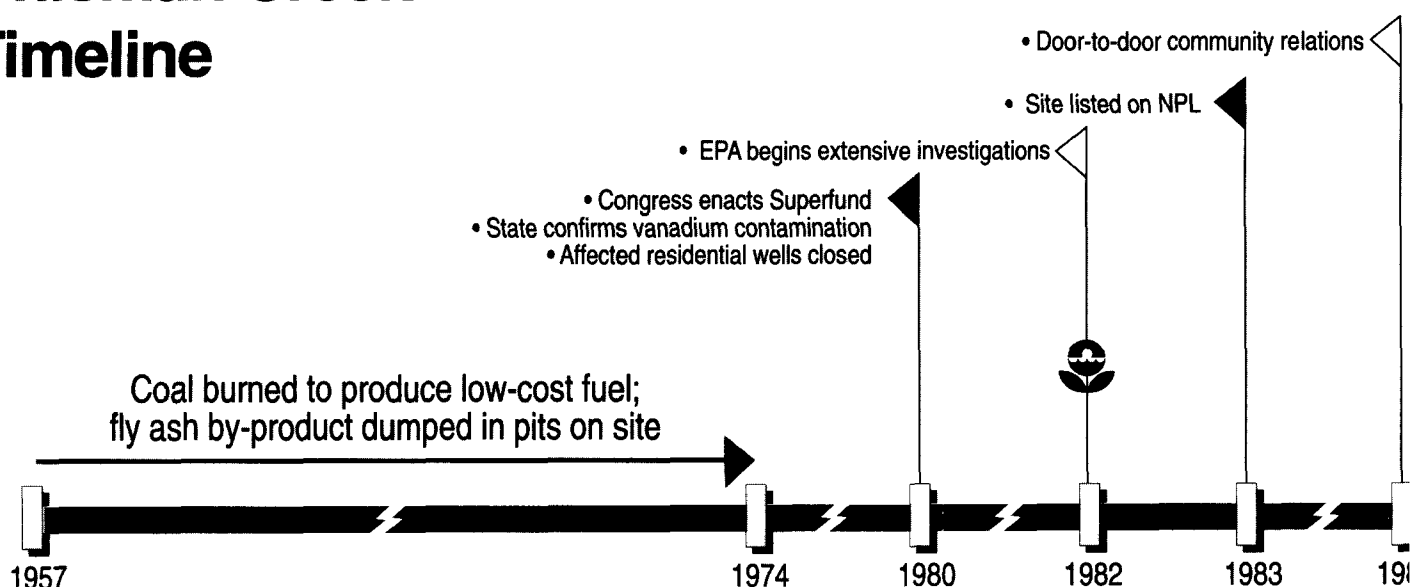 Timeline
• Door-to-door community relations
• Site listed on NPL
• EPA begins extensive investigations
• Congress enacts Superfund
• State confirms vanadium contamination
• Affected residential wells closed
Coal burned to produce low-cost fuel;
fly ash by-product dumped in pits on site
1957 1974 1980 1982 1983